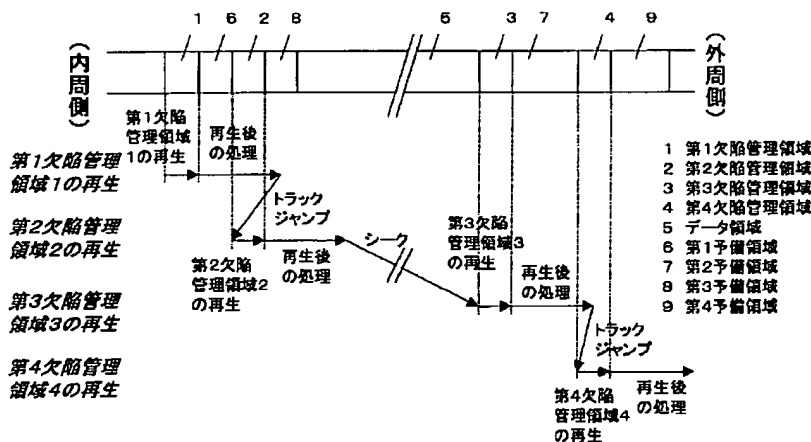 1 6 2 8 5 3 7 4 9
（内周側）
（外周側）
第1欠陥
管理領域
1の再生
再生後
の処理
第1欠陥管理
領域1の再生
トラック
ジャンプ
第2欠陥管理
領域2の再生
第2欠陥
管理領域2
の再生
再生後
の処理
シーク
第3欠陥
管理領域3
の再生
再生後
の処理
第3欠陥管理
領域3の再生
トラック
ジャンプ
第4欠陥管理
領域4の再生
第4欠陥
管理領域4
の再生
再生後
の処理
1 第1欠陥管理領域
2 第2欠陥管理領域
3 第3欠陥管理領域
4 第4欠陥管理領域
5 データ領域
6 第1予備領域
7 第2予備領域
8 第3予備領域
9 第4予備領域